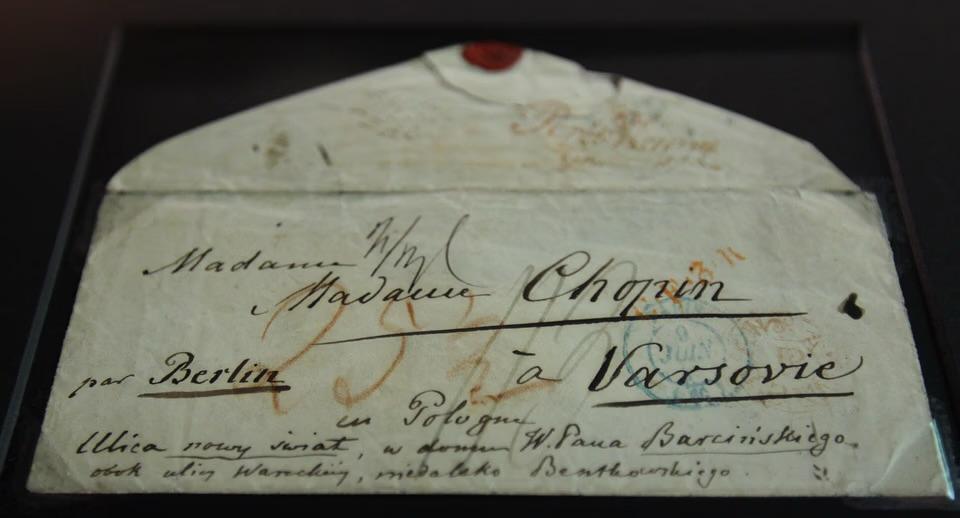 Madame
Madame Chopin
par Berlin à Varsovie
en Pologne
Ulica nowy świat, w domu W. Pana Barcińskiego.
obok ulicy Wareckiej, niedaleko Bentkowskiego.
JUIN